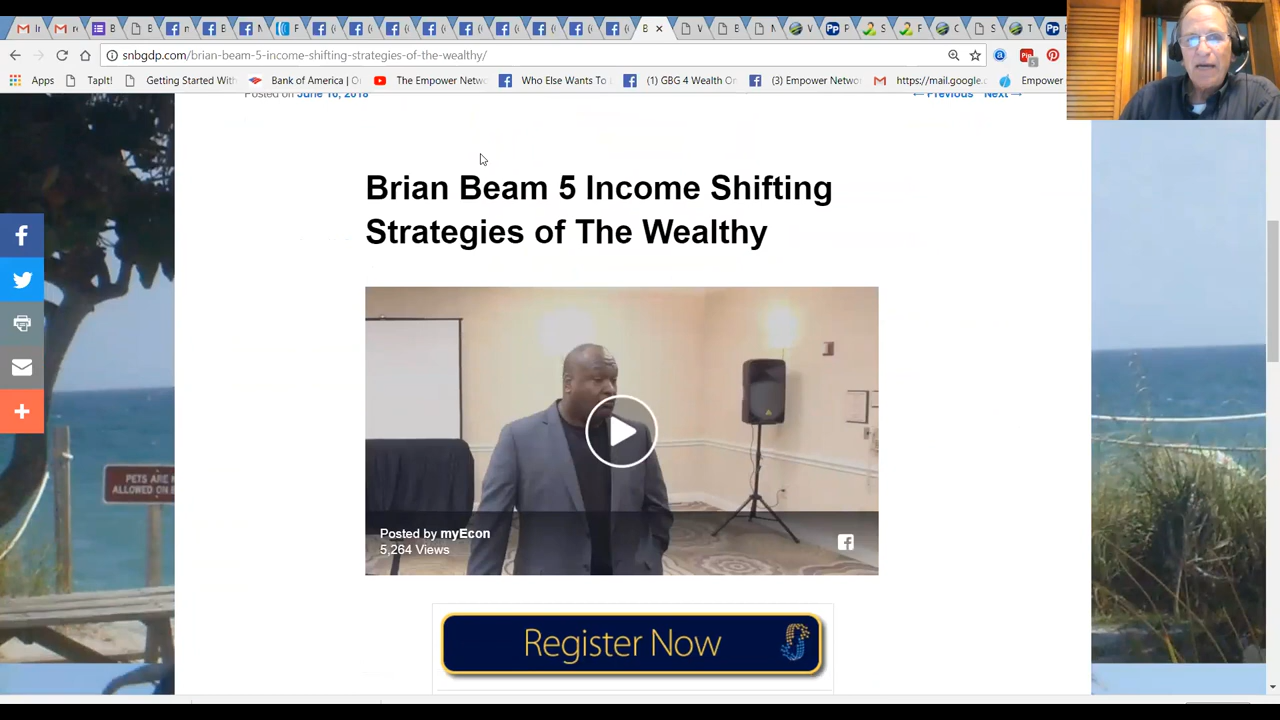 snbgdp.com/brian-beam-5-income-shifting-strategies-of-the-wealthy/
Apps TapIt! Getting Started With Bank of America | O The Empower Netw Who Else Wants To (1) GBG 4 Wealth On (3) Empower Networ https://mail.google.c Empower
Posted on June 16, 2018 ← Previous Next →
Brian Beam 5 Income Shifting
Strategies of The Wealthy
PETS ARE
ALLOWED ON
Posted by myEcon
5,264 Views
Register Now